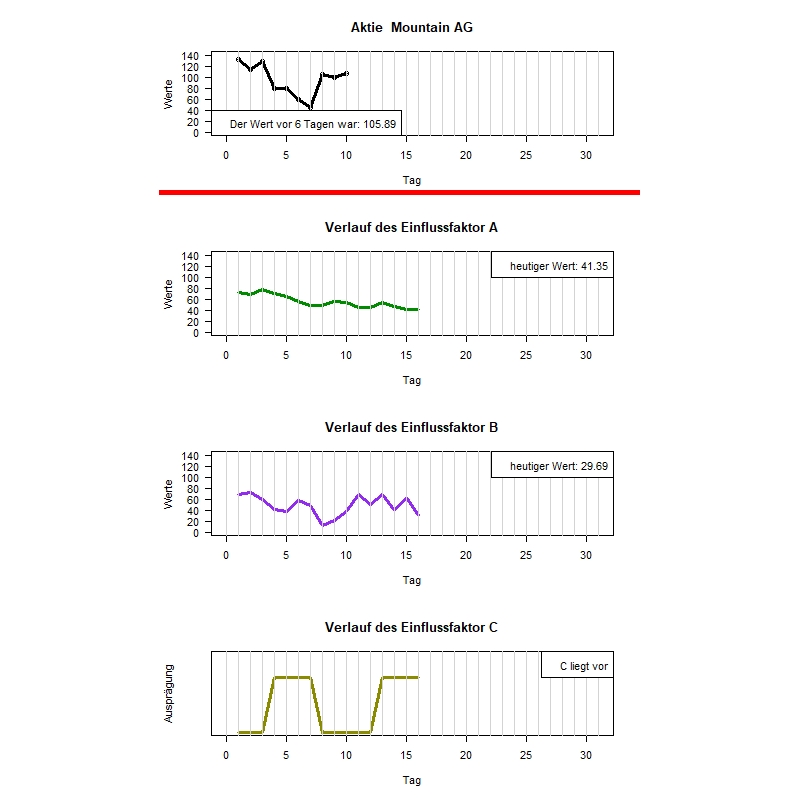 Aktie  Mountain AG
Werte
140
120
100
80
60
40
20
0
Der Wert vor 6 Tagen war: 105.89
0 5 10 15 20 25 30
Tag
Verlauf des Einflussfaktor A
Werte
140
120
100
80
60
40
20
0
heutiger Wert: 41.35
0 5 10 15 20 25 30
Tag
Verlauf des Einflussfaktor B
Werte
140
120
100
80
60
40
20
0
heutiger Wert: 29.69
0 5 10 15 20 25 30
Tag
Verlauf des Einflussfaktor C
Ausprägung
C liegt vor
0 5 10 15 20 25 30
Tag